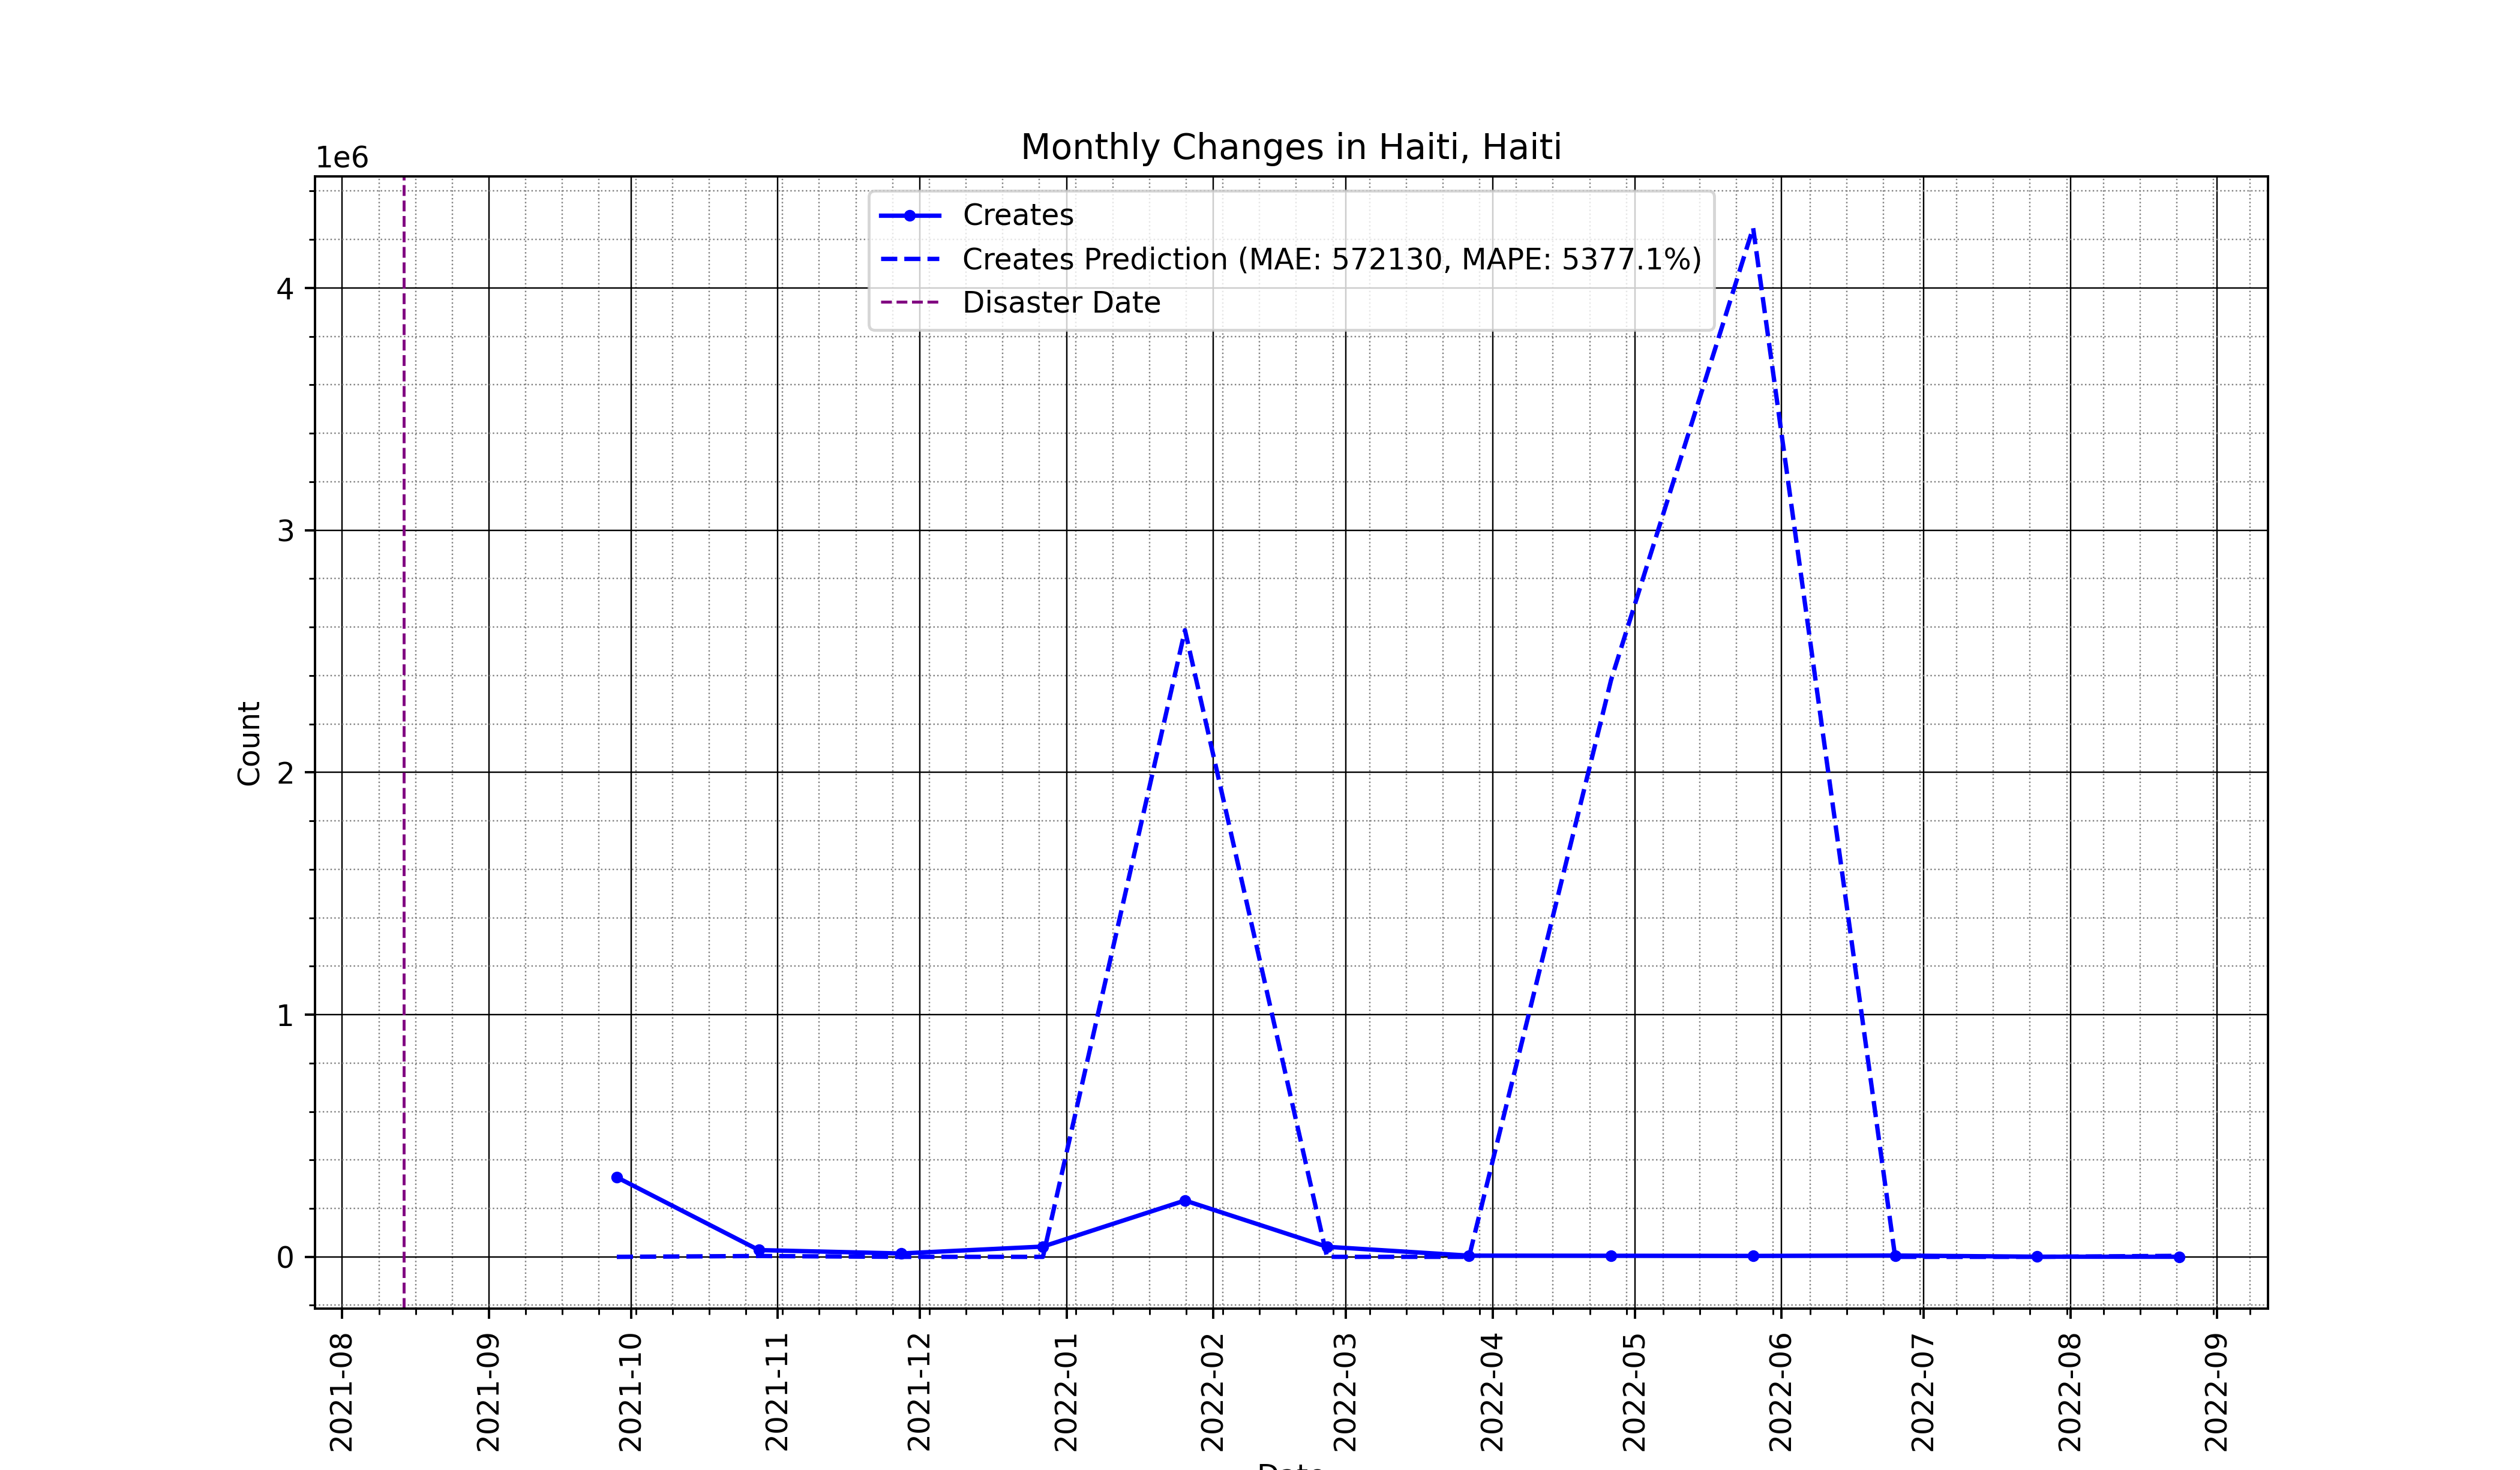 Monthly Changes in Haiti, Haiti
1e6
Creates
Creates Prediction (MAE: 572130, MAPE: 5377.1%)
Disaster Date
4
3
2
1
0
Count
2021-08
2021-09
2021-10
2021-11
2021-12
2022-01
2022-02
2022-03
2022-04
2022-05
2022-06
2022-07
2022-08
2022-09
Date